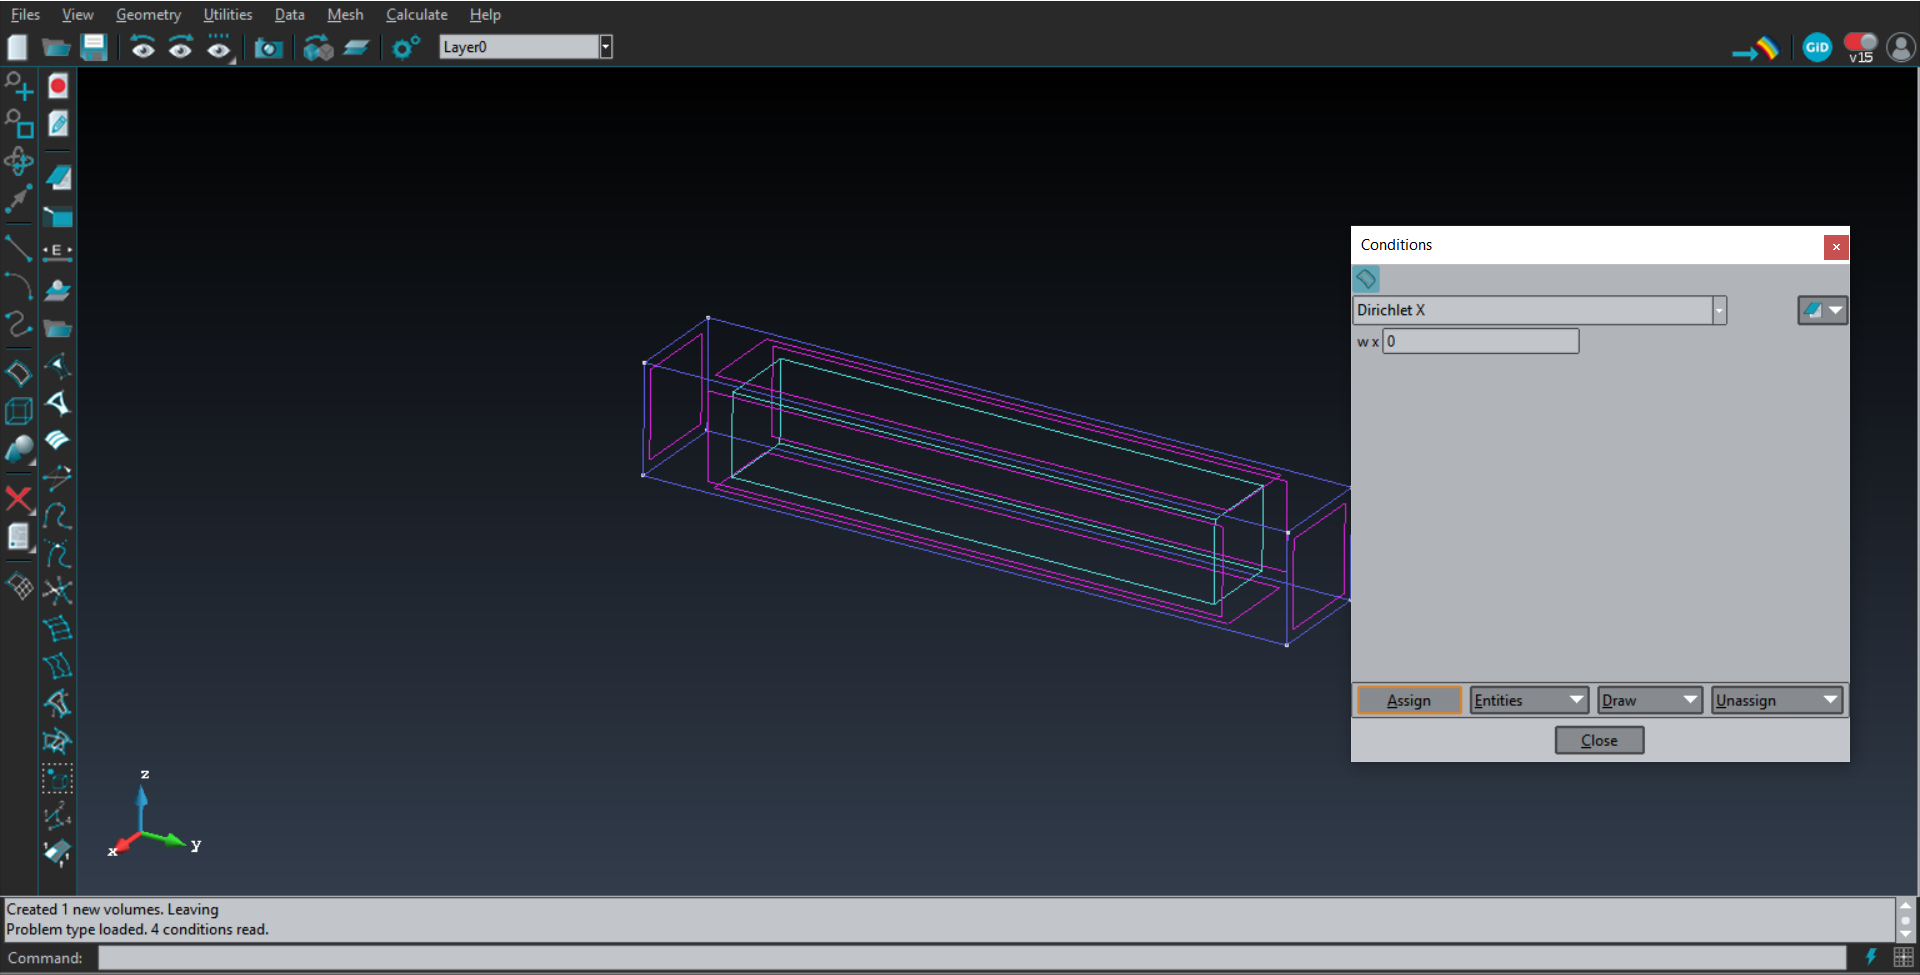 Files View Geometry Utilities Data Mesh Calculate Help
Layer0
GiD
v15
E
Conditions
Dirichlet X
w x 0
Assign Entities Draw Unassign
Close
z
x
y
Created 1 new volumes. Leaving
Problem type loaded. 4 conditions read.
Command: